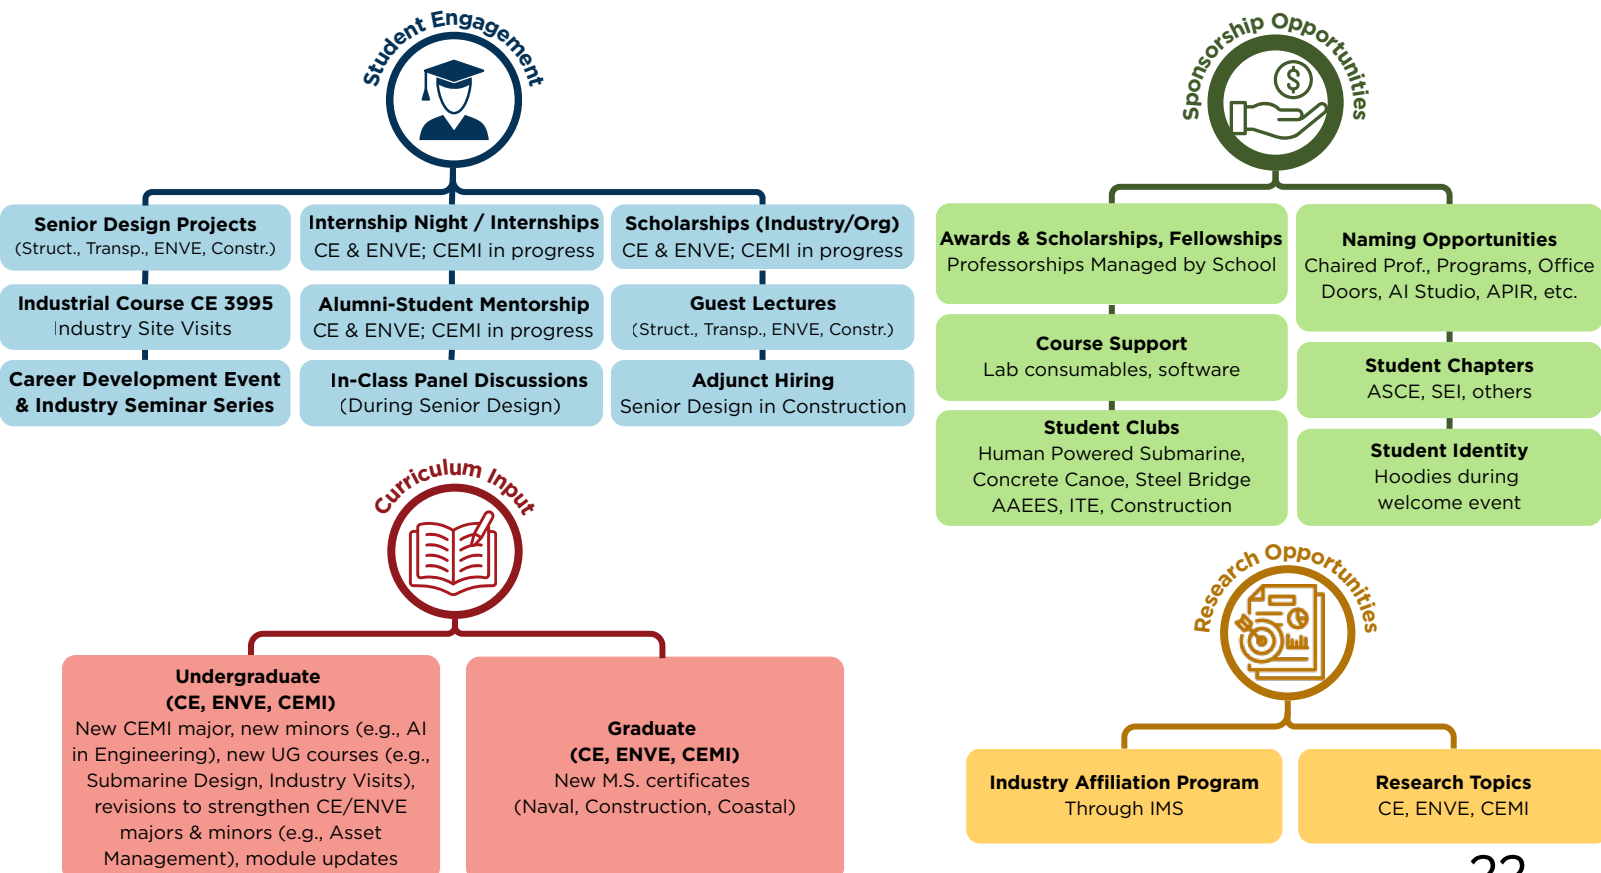 Student Engagement
Senior Design Projects
(Struct., Transp., ENVE, Constr.)
Industrial Course CE 3995
Industry Site Visits
Career Development Event
& Industry Seminar Series
Internship Night / Internships
CE & ENVE; CEMI in progress
Alumni-Student Mentorship
CE & ENVE; CEMI in progress
In-Class Panel Discussions
(During Senior Design)
Scholarships (Industry/Org)
CE & ENVE; CEMI in progress
Guest Lectures
(Struct., Transp., ENVE, Constr.)
Adjunct Hiring
Senior Design in Construction
Sponsorship Opportunities
$
Awards & Scholarships, Fellowships
Professorships Managed by School
Course Support
Lab consumables, software
Student Clubs
Human Powered Submarine,
Concrete Canoe, Steel Bridge
AAEES, ITE, Construction
Naming Opportunities
Chaired Prof., Programs, Office
Doors, AI Studio, APIR, etc.
Student Chapters
ASCE, SEI, others
Student Identity
Hoodies during
welcome event
Curriculum Input
Undergraduate
(CE, ENVE, CEMI)
New CEMI major, new minors (e.g., AI
in Engineering), new UG courses (e.g.,
Submarine Design, Industry Visits),
revisions to strengthen CE/ENVE
majors & minors (e.g., Asset
Management), module updates
Graduate
(CE, ENVE, CEMI)
New M.S. certificates
(Naval, Construction, Coastal)
Research Opportunities
Industry Affiliation Program
Through IMS
Research Topics
CE, ENVE, CEMI